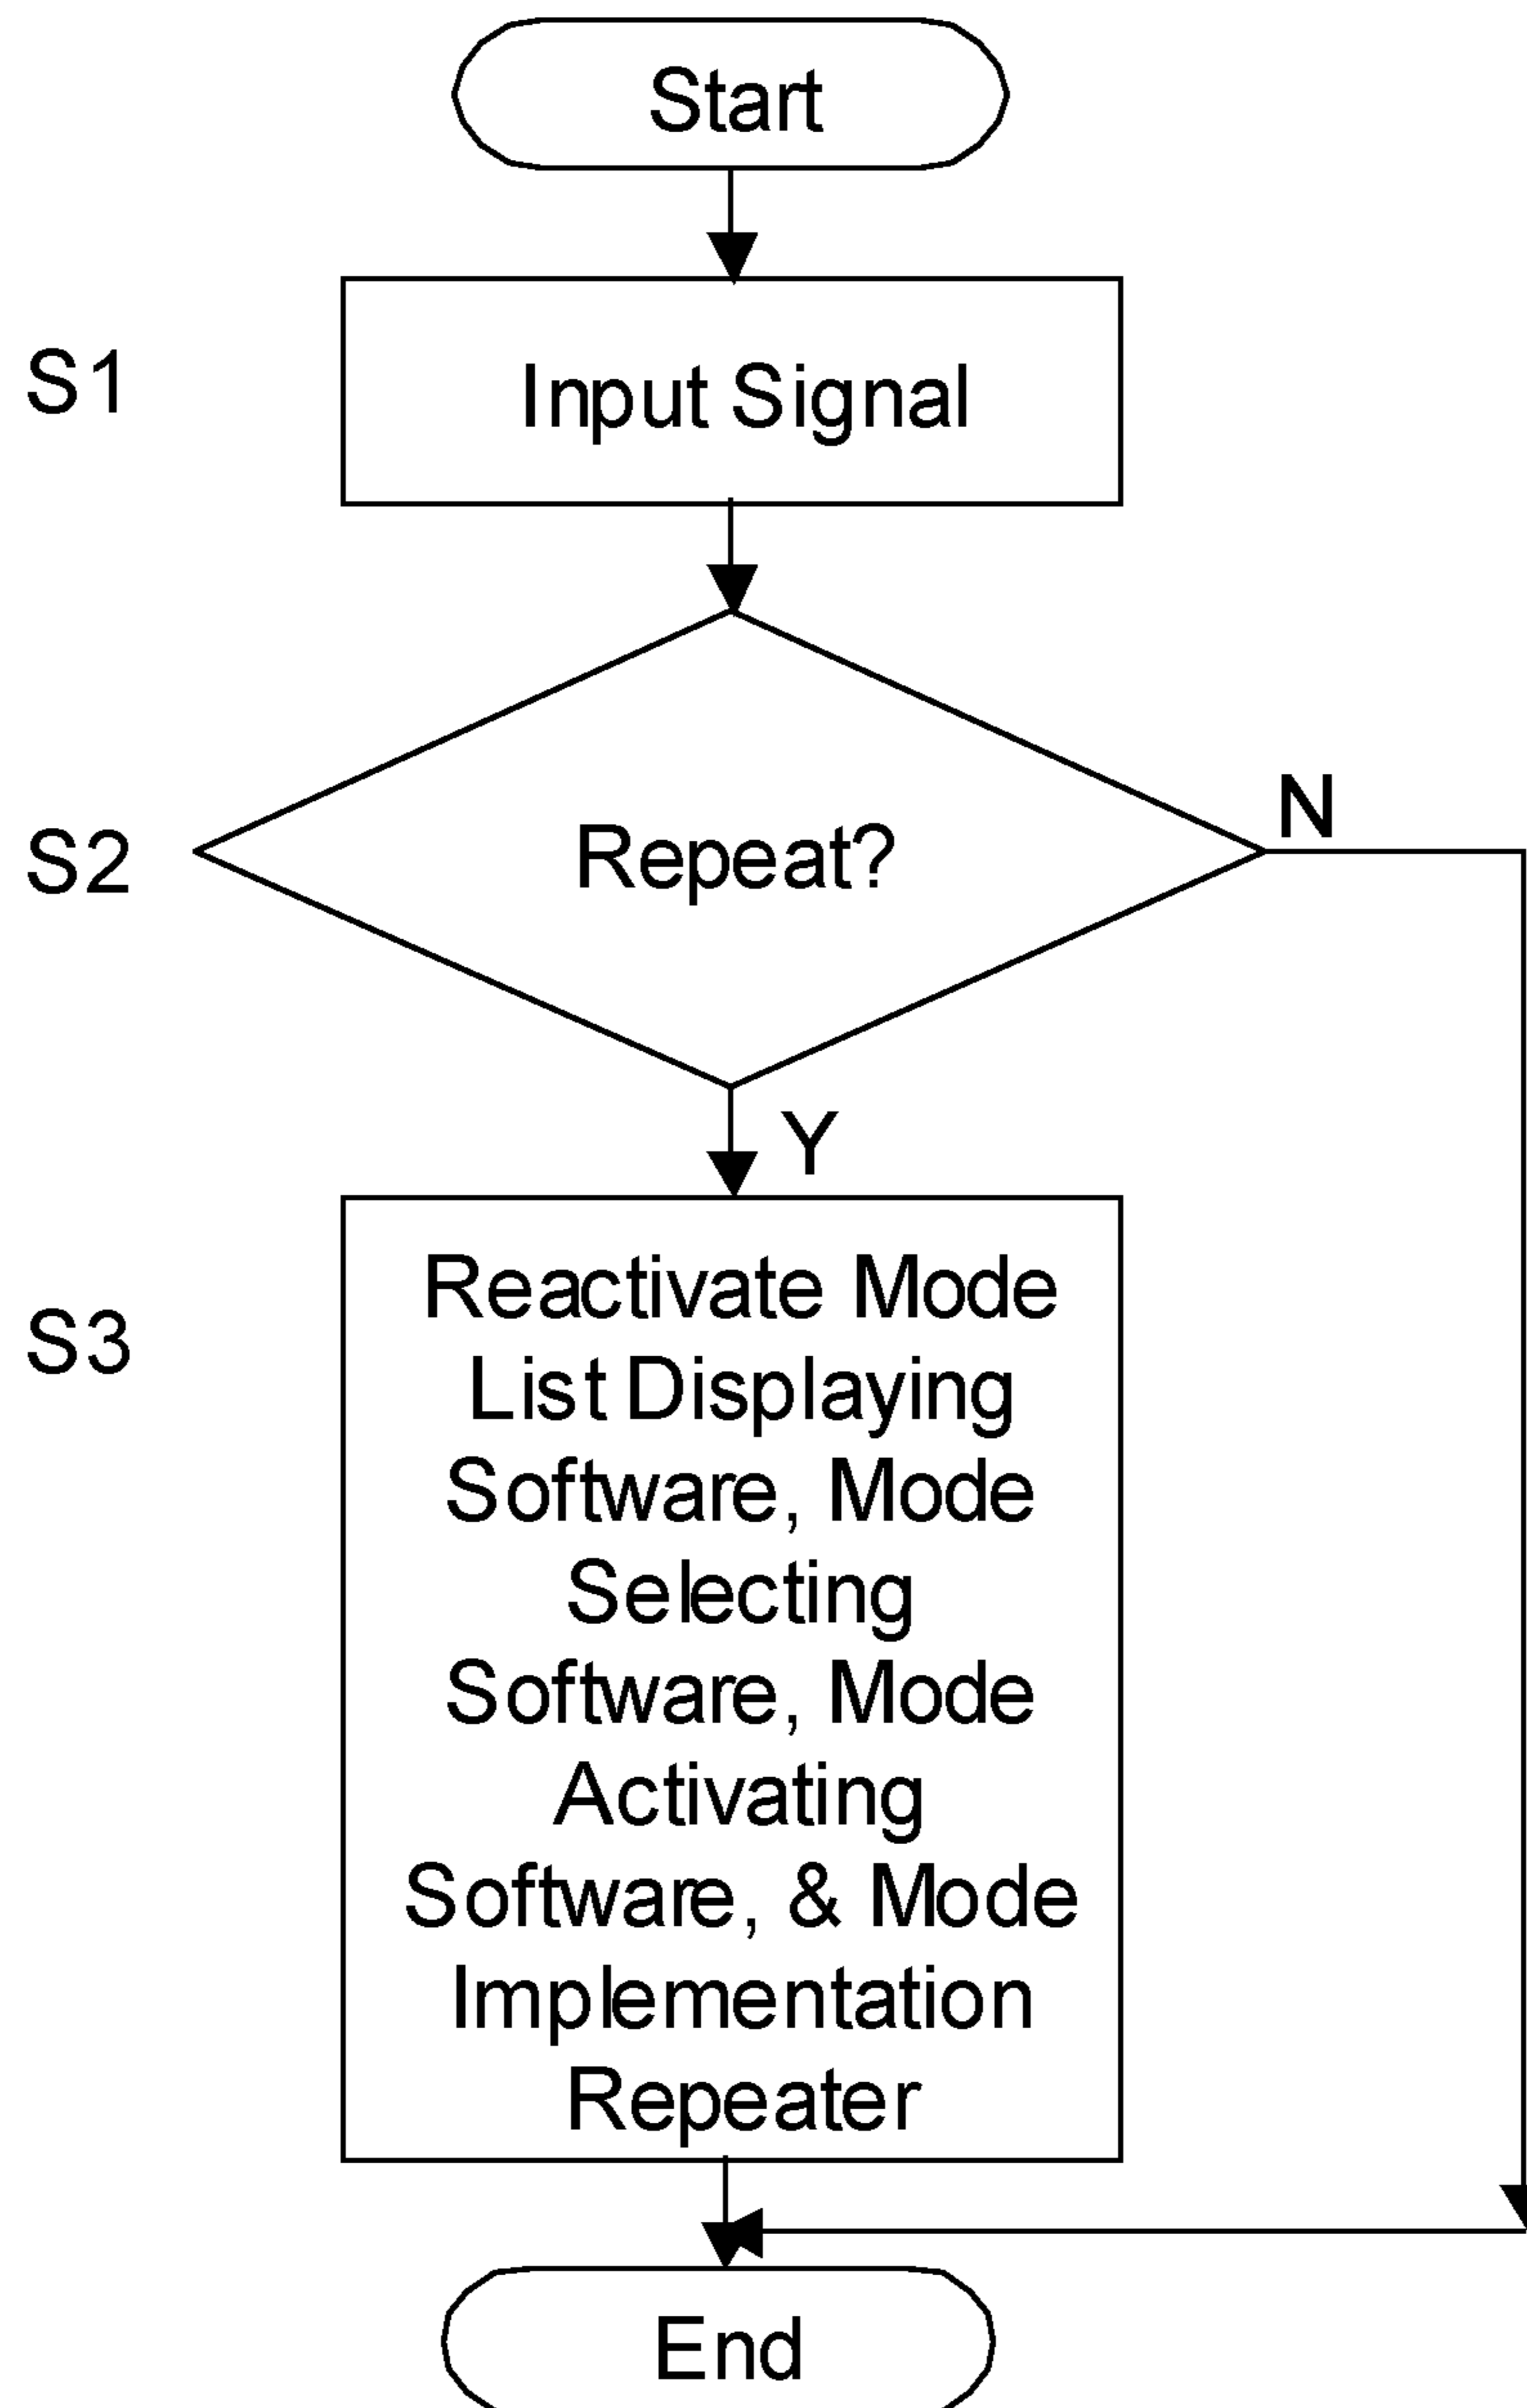 Start
S1
Input Signal
S2
Repeat?
N
Y
S3
Reactivate Mode
List Displaying
Software, Mode
Selecting
Software, Mode
Activating
Software, & Mode
Implementation
Repeater
End